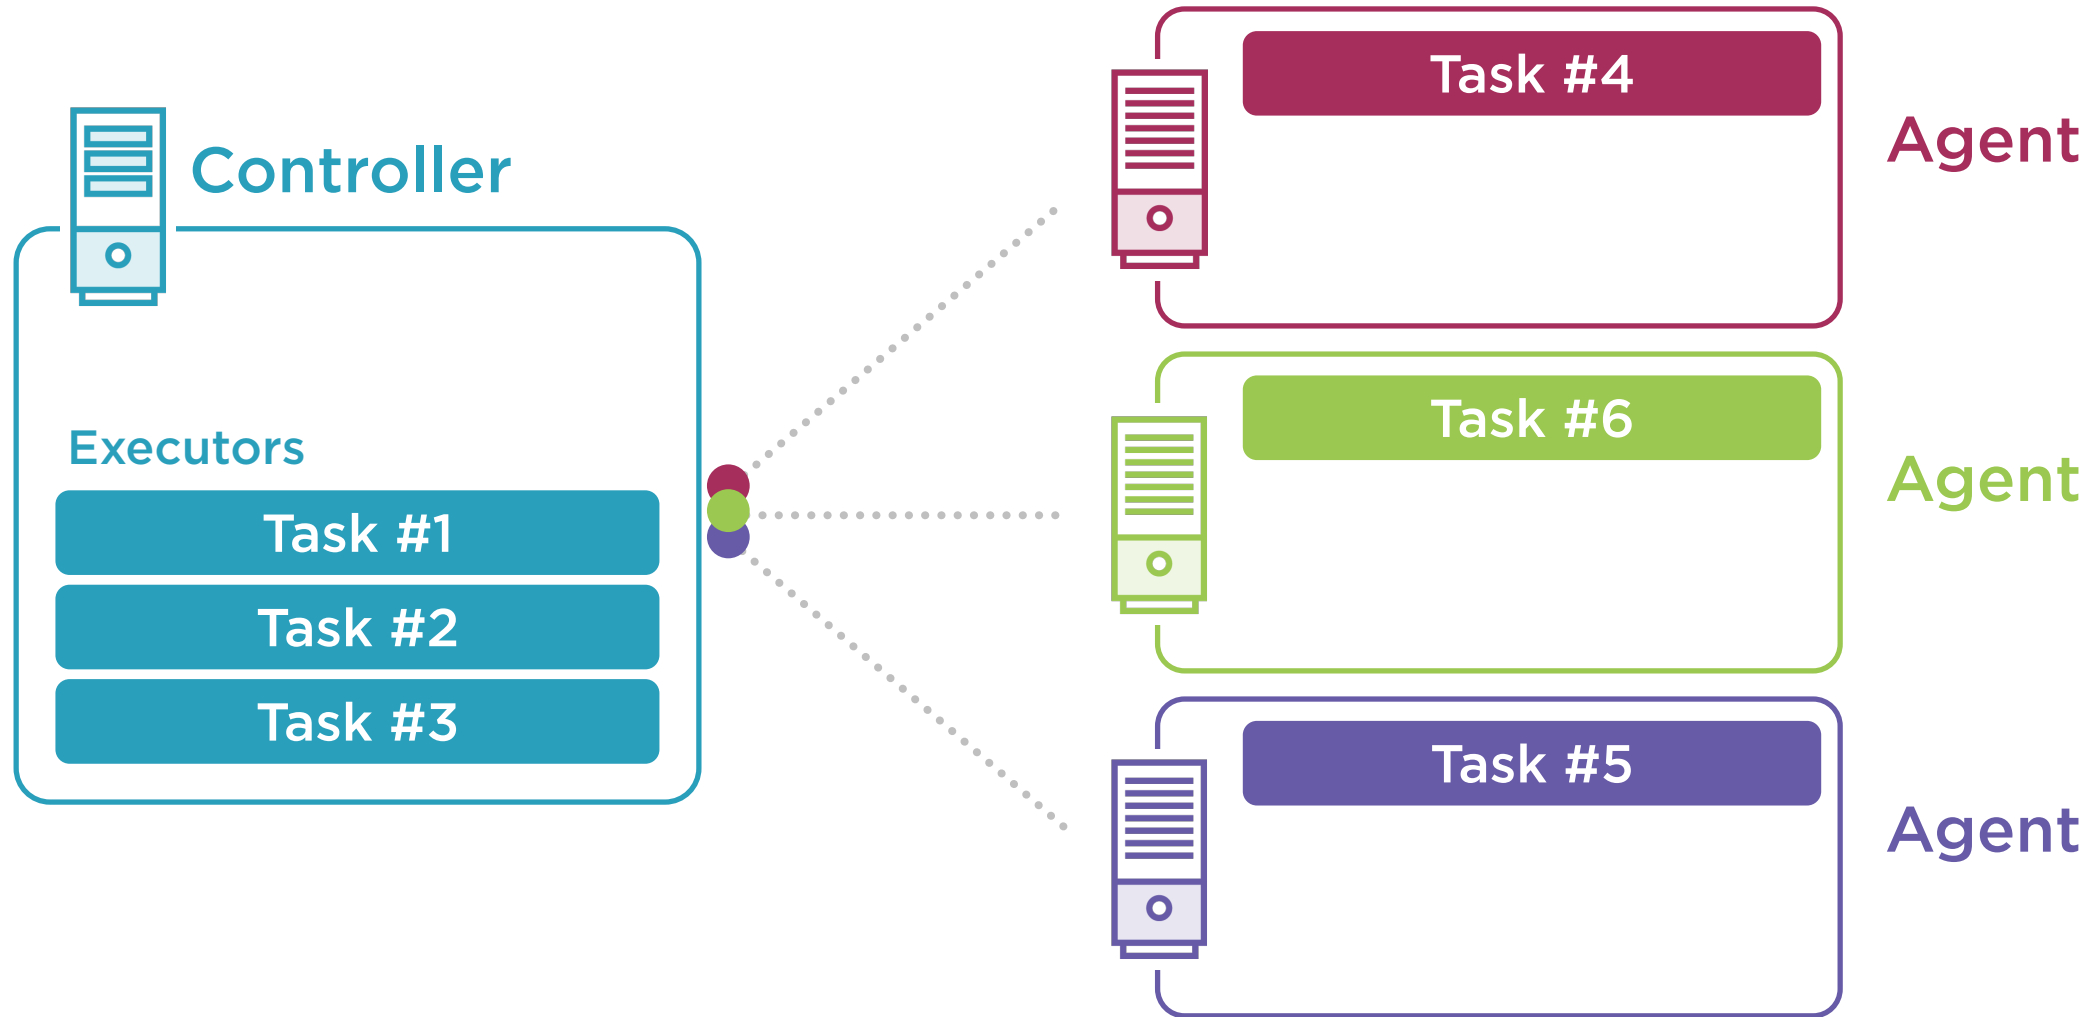 Controller
Executors
Task #1
Task #2
Task #3
Task #4
Agent
Task #6
Agent
Task #5
Agent